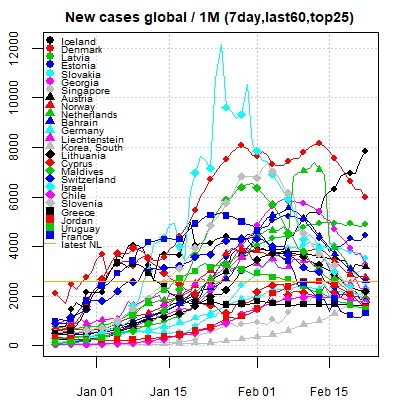 New cases global / 1M (7day,last60,top25)
12000
10000
8000
6000
4000
2000
0
Iceland
Denmark
Latvia
Estonia
Slovakia
Georgia
Singapore
Austria
Norway
Netherlands
Bahrain
Germany
Liechtenstein
Korea, South
Lithuania
Cyprus
Maldives
Switzerland
Israel
Chile
Slovenia
Greece
Jordan
Uruguay
France
latest NL
Jan 01 Jan 15 Feb 01 Feb 15